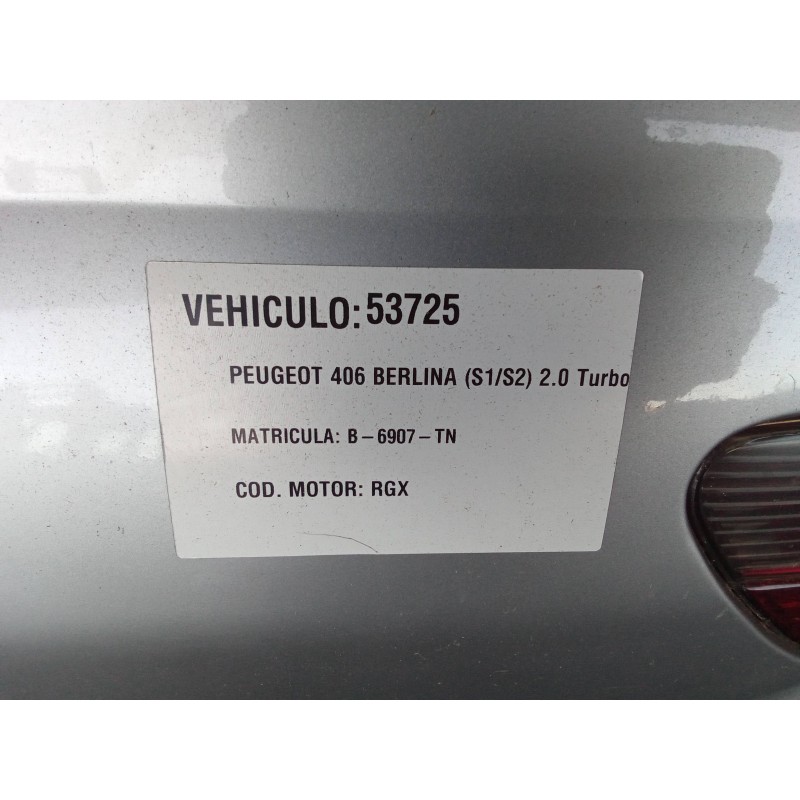 VEHICULO: 53725
PEUGEOT 406 BERLINA (S1/S2) 2.0 Turbo
MATRICULA: B-6907-TN
COD. MOTOR: RGX